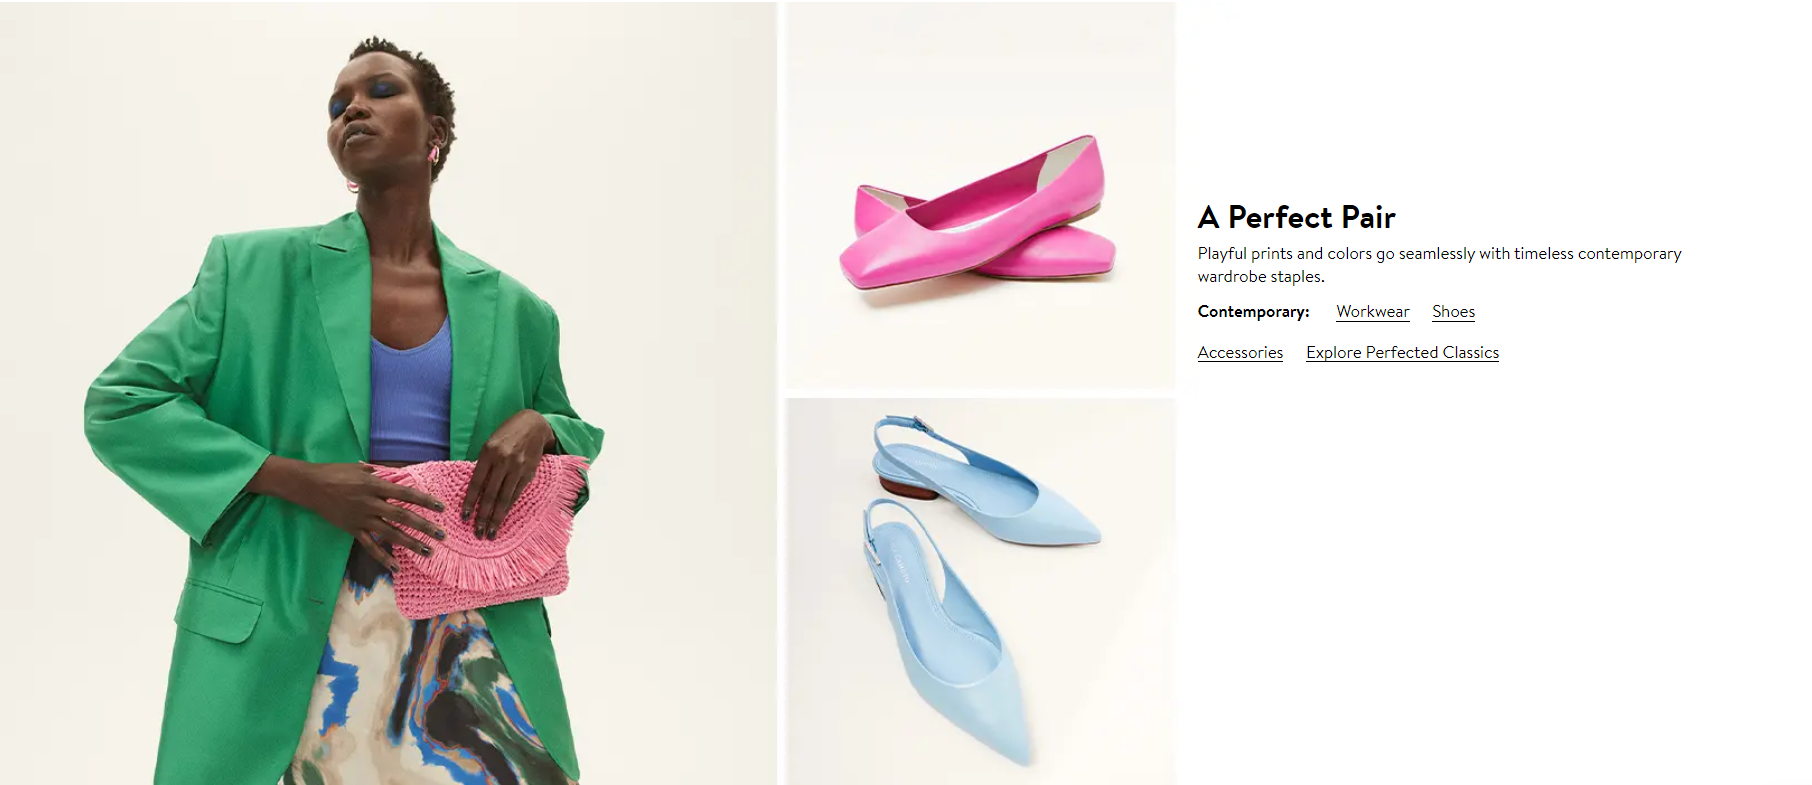 A Perfect Pair
Playful prints and colors go seamlessly with timeless contemporary
wardrobe staples.
Contemporary: Workwear Shoes
Accessories Explore Perfected Classics